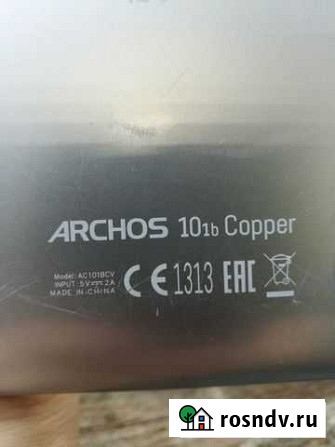 ARCHOS 101b Copper
Model: AC101BCV
INPUT: 5V⎓2A
MADE IN CHINA
CE 1313 EAC
rosndv.ru